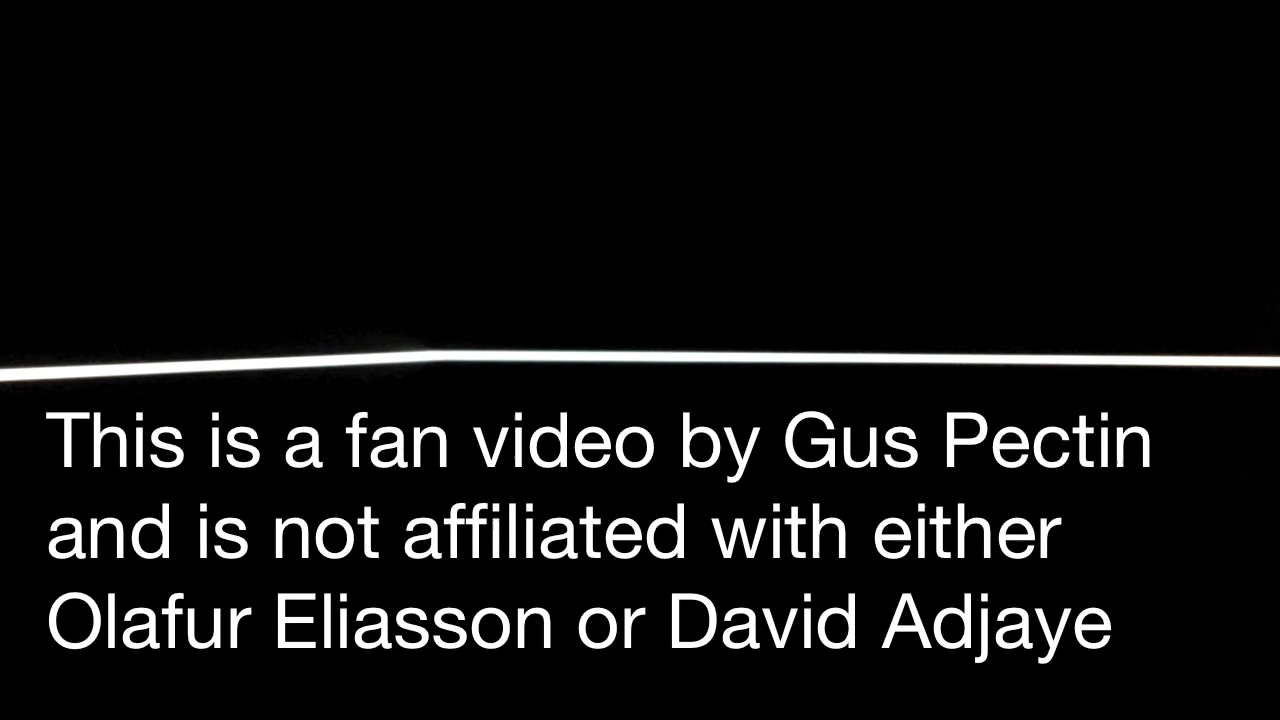 This is a fan video by Gus Pectin
and is not affiliated with either
Olafur Eliasson or David Adjaye